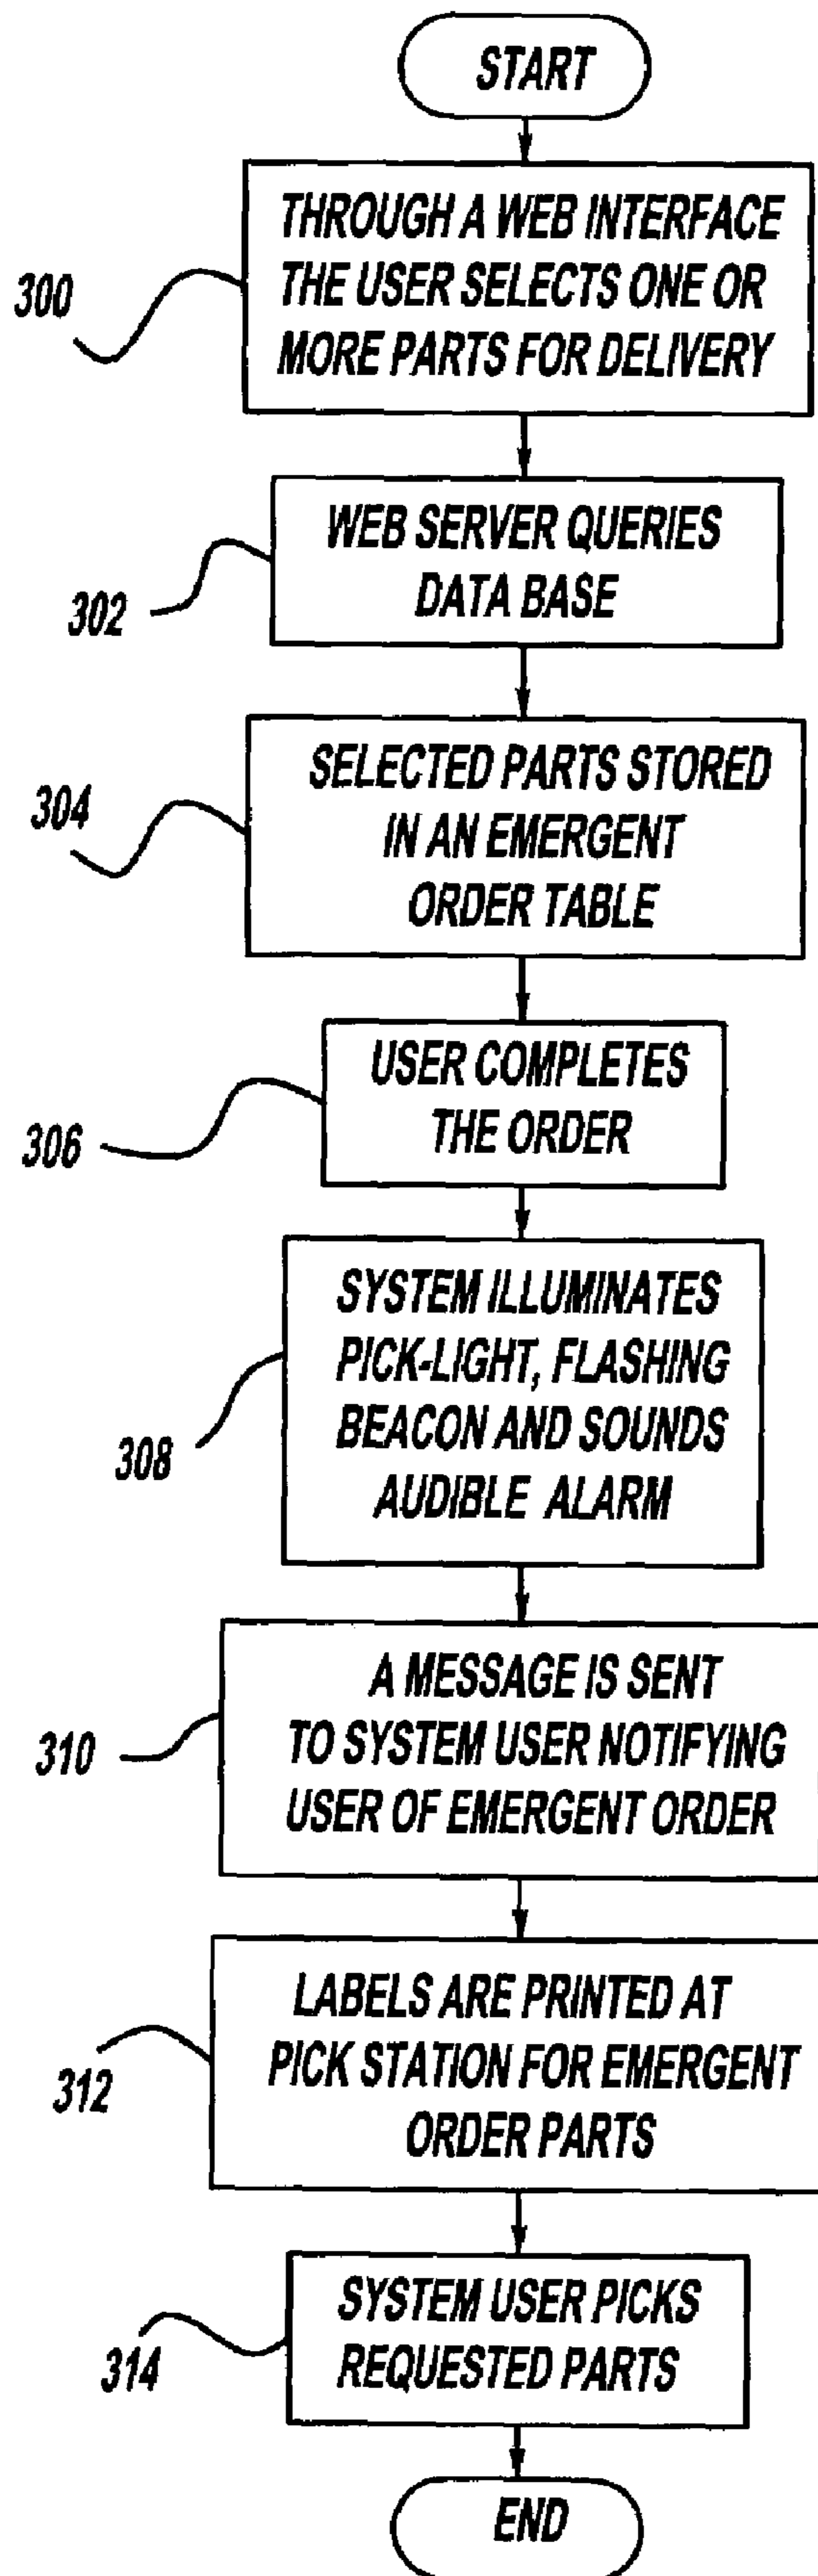 START
THROUGH A WEB INTERFACE
THE USER SELECTS ONE OR
MORE PARTS FOR DELIVERY
300
WEB SERVER QUERIES
DATA BASE
302
SELECTED PARTS STORED
IN AN EMERGENT
ORDER TABLE
304
USER COMPLETES
THE ORDER
306
SYSTEM ILLUMINATES
PICK-LIGHT, FLASHING
BEACON AND SOUNDS
AUDIBLE ALARM
308
A MESSAGE IS SENT
TO SYSTEM USER NOTIFYING
USER OF EMERGENT ORDER
310
LABELS ARE PRINTED AT
PICK STATION FOR EMERGENT
ORDER PARTS
312
SYSTEM USER PICKS
REQUESTED PARTS
314
END